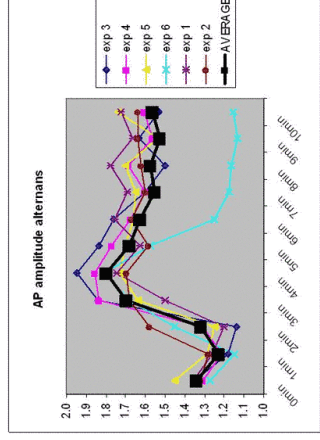 AP amplitude alternans
2.0
1.9
1.8
1.7
1.6
1.5
1.4
1.3
1.2
1.1
1.0
0min
1min
2min
3min
4min
5min
6min
7min
8min
9min
10min
exp 3
exp 4
exp 5
exp 6
exp 1
exp 2
AVERAGE